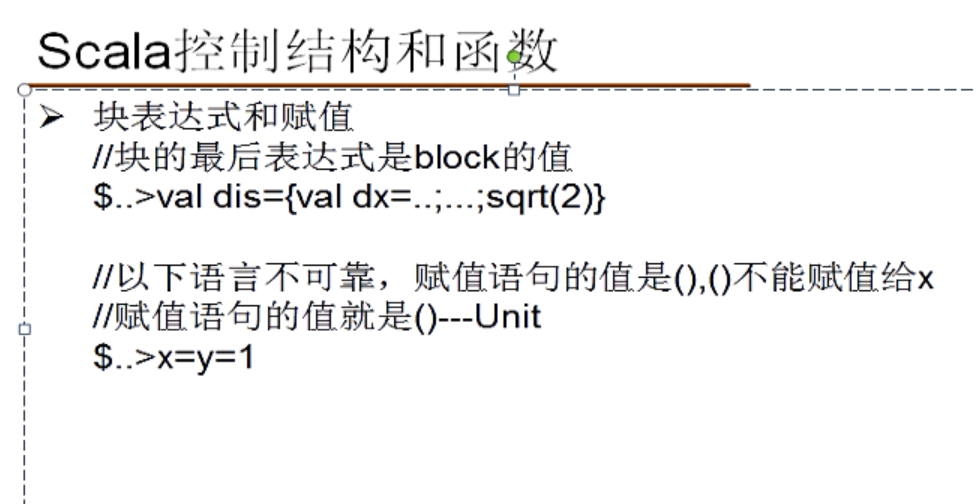 Scala控制结构和函数
➢ 块表达式和赋值
//块的最后表达式是block的值
$..>val dis={val dx=..;...;sqrt(2)}
//以下语言不可靠，赋值语句的值是(),()不能赋值给x
//赋值语句的值就是()---Unit
$..>x=y=1